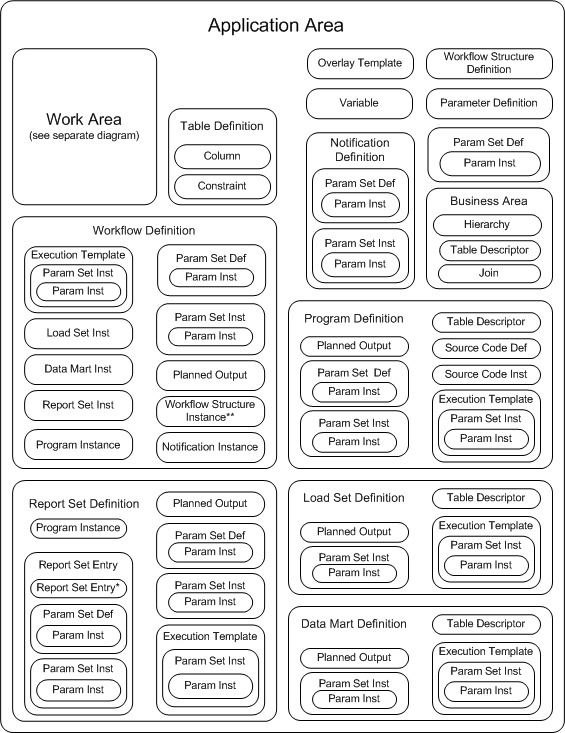 Application Area
Work Area
(see separate diagram)
Table Definition
Column
Constraint
Overlay Template
Workflow Structure
Definition
Variable
Parameter Definition
Notification
Definition
Param Set Def
Param Inst
Param Set Inst
Param Inst
Param Set Def
Param Inst
Business Area
Hierarchy
Table Descriptor
Join
Workflow Definition
Execution Template
Param Set Inst
Param Inst
Load Set Inst
Data Mart Inst
Report Set Inst
Program Instance
Param Set Def
Param Inst
Param Set Inst
Param Inst
Planned Output
Workflow Structure
Instance**
Notification Instance
Program Definition
Planned Output
Param Set  Def
Param Inst
Param Set Inst
Param Inst
Table Descriptor
Source Code Def
Source Code Inst
Execution Template
Param Set Inst
Param Inst
Report Set Definition
Program Instance
Report Set Entry
Report Set Entry*
Param Set Def
Param Inst
Param Set Inst
Param Inst
Planned Output
Param Set Def
Param Inst
Param Set Inst
Param Inst
Execution Template
Param Set Inst
Param Inst
Load Set Definition
Planned Output
Param Set Inst
Param Inst
Table Descriptor
Execution Template
Param Set Inst
Param Inst
Data Mart Definition
Planned Output
Param Set Inst
Param Inst
Table Descriptor
Execution Template
Param Set Inst
Param Inst